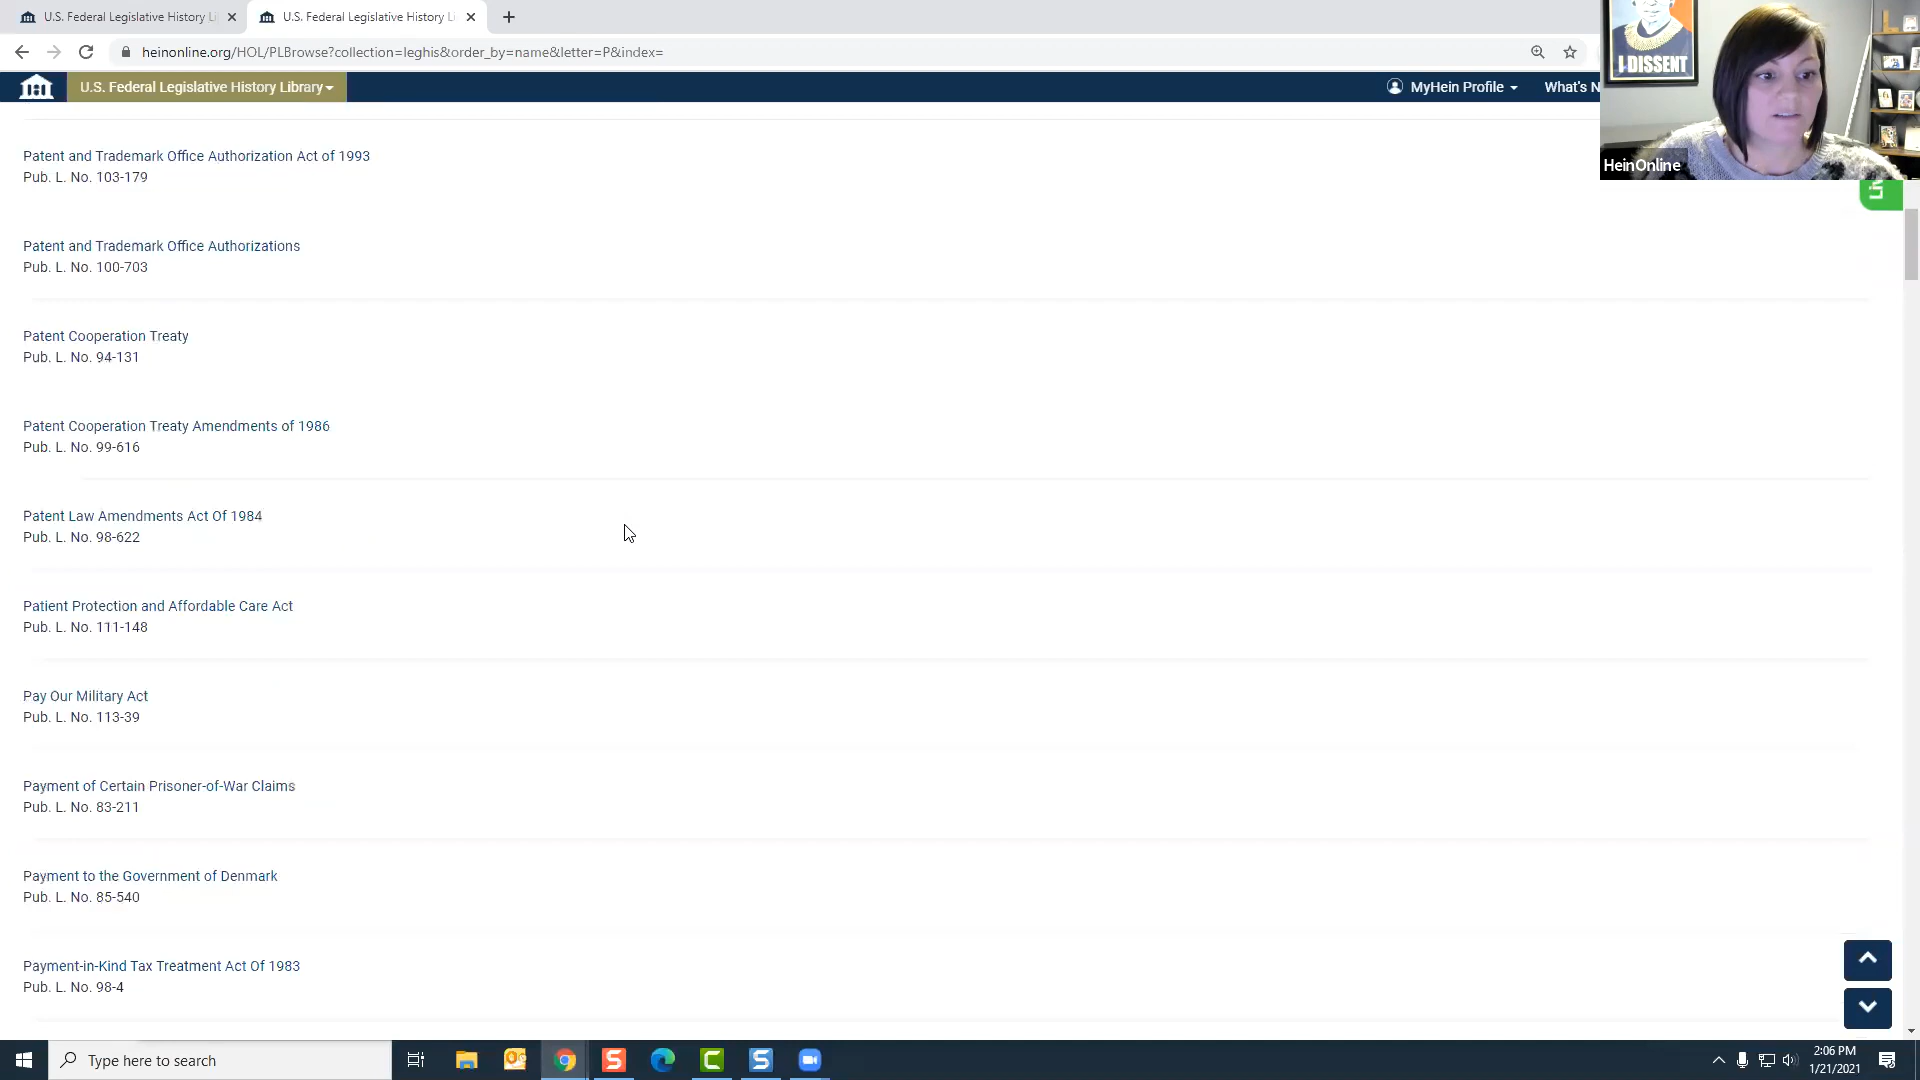 U.S. Federal Legislative History Li
U.S. Federal Legislative History Li
heinonline.org/HOL/PLBrowse?collection=leghis&order_by=name&letter=P&index=
U.S. Federal Legislative History Library
MyHein Profile
What's N
I DISSENT
HeinOnline
Patent and Trademark Office Authorization Act of 1993
Pub. L. No. 103-179
Patent and Trademark Office Authorizations
Pub. L. No. 100-703
Patent Cooperation Treaty
Pub. L. No. 94-131
Patent Cooperation Treaty Amendments of 1986
Pub. L. No. 99-616
Patent Law Amendments Act Of 1984
Pub. L. No. 98-622
Patient Protection and Affordable Care Act
Pub. L. No. 111-148
Pay Our Military Act
Pub. L. No. 113-39
Payment of Certain Prisoner-of-War Claims
Pub. L. No. 83-211
Payment to the Government of Denmark
Pub. L. No. 85-540
Payment-in-Kind Tax Treatment Act Of 1983
Pub. L. No. 98-4
Type here to search
2:06 PM
1/21/2021